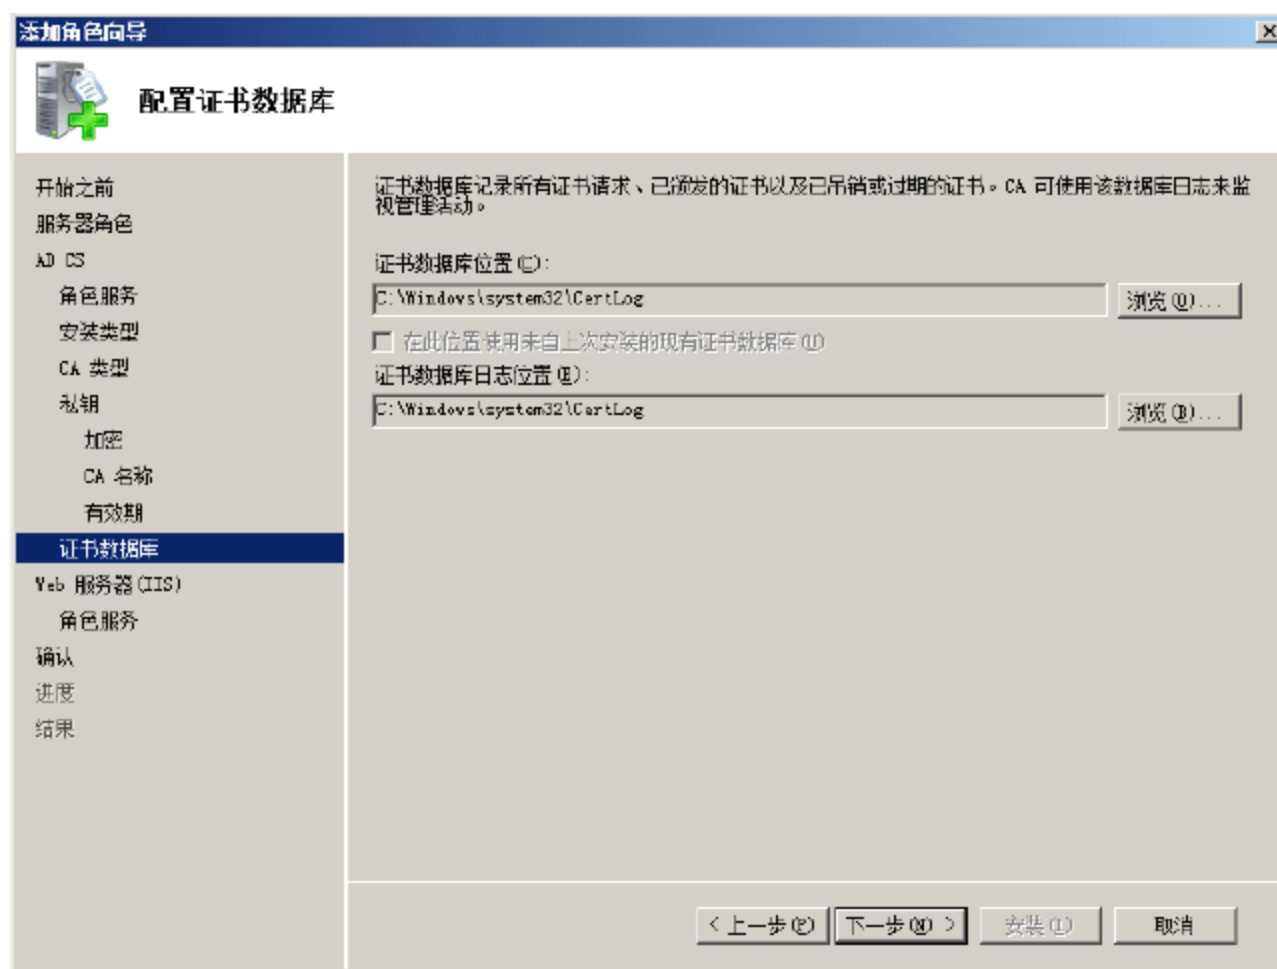 添加角色向导
配置证书数据库
开始之前
服务器角色
AD CS
角色服务
安装类型
CA 类型
私钥
加密
CA 名称
有效期
证书数据库
Web 服务器(IIS)
角色服务
确认
进度
结果
证书数据库记录所有证书请求、已颁发的证书以及已吊销或过期的证书。CA 可使用该数据库日志来监
视管理活动。
证书数据库位置(C):
C:\Windows\system32\CertLog
浏览(O)...
在此位置使用来自上次安装的现有证书数据库(U)
证书数据库日志位置(E):
C:\Windows\system32\CertLog
浏览(R)...
< 上一步(P)
下一步(N) >
安装(I)
取消